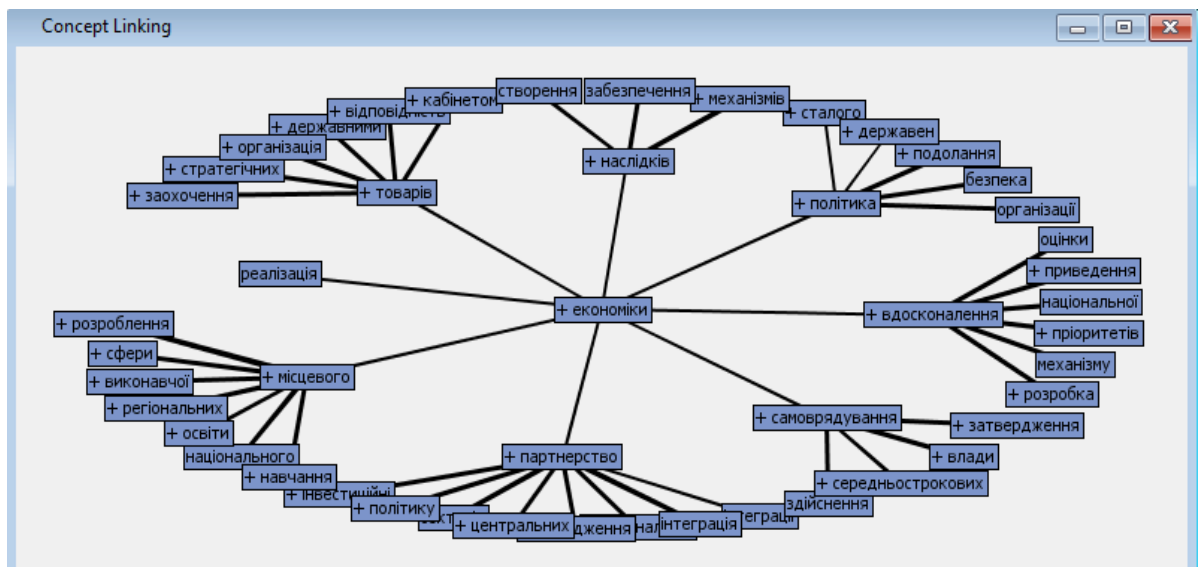 Concept Linking
створення
забезпечення
+ механізмів
+ кабінетом
+ відповідність
+ державними
+ організація
+ стратегічних
+ заохочення
+ товарів
+ наслідків
+ сталого
+ державен
+ подолання
безпека
організації
+ політика
реалізація
+ економіки
оцінки
+ приведення
національної
+ пріоритетів
механізму
+ розробка
+ вдосконалення
+ розроблення
+ сфери
+ виконавчої
+ регіональних
+ освіти
національного
+ навчання
+ місцевого
+ самоврядування
+ затвердження
+ влади
+ середньострокових
здійснення
+ партнерство
+ інвестиційні
+ політику
+ центральних
інтеграція